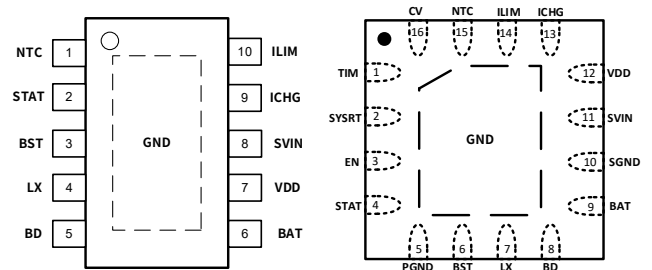 NTC 1 10 ILIM
STAT 2 9 ICHG
BST 3 GND 8 SVIN
LX 4 7 VDD
BD 5 6 BAT
CV NTC ILIM ICHG
16 15 14 13
TIM 1 12 VDD
SYSRT 2 11 SVIN
GND
EN 3 10 SGND
STAT 4 9 BAT
5 6 7 8
PGND BST LX BD